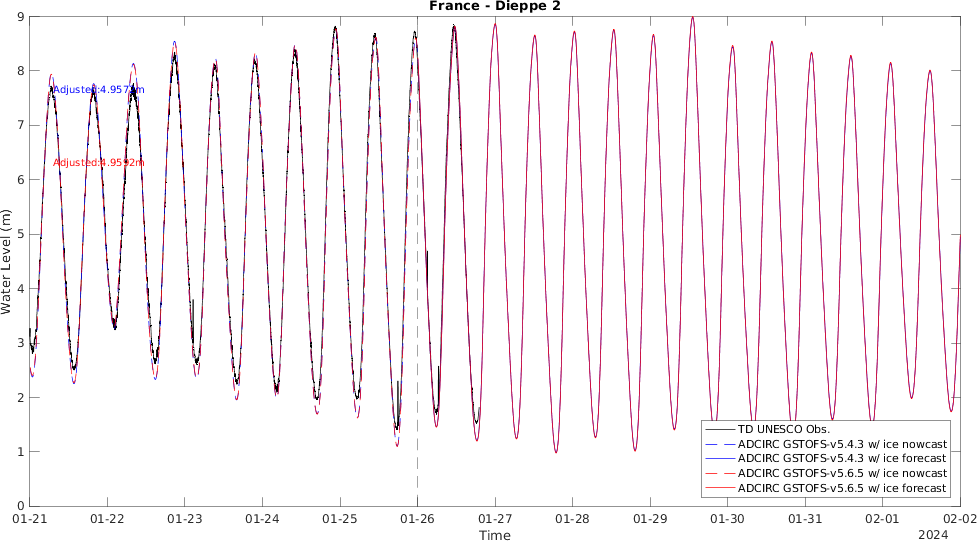 France - Dieppe 2
Water Level (m)
9
8
7
6
5
4
3
2
1
0
Adjusted:4.9572m
Adjusted:4.9592m
TD UNESCO Obs.
ADCIRC GSTOFS-v5.4.3 w/ ice nowcast
ADCIRC GSTOFS-v5.4.3 w/ ice forecast
ADCIRC GSTOFS-v5.6.5 w/ ice nowcast
ADCIRC GSTOFS-v5.6.5 w/ ice forecast
01-21 01-22 01-23 01-24 01-25 01-26 01-27 01-28 01-29 01-30 01-31 02-01 02-02
Time
2024